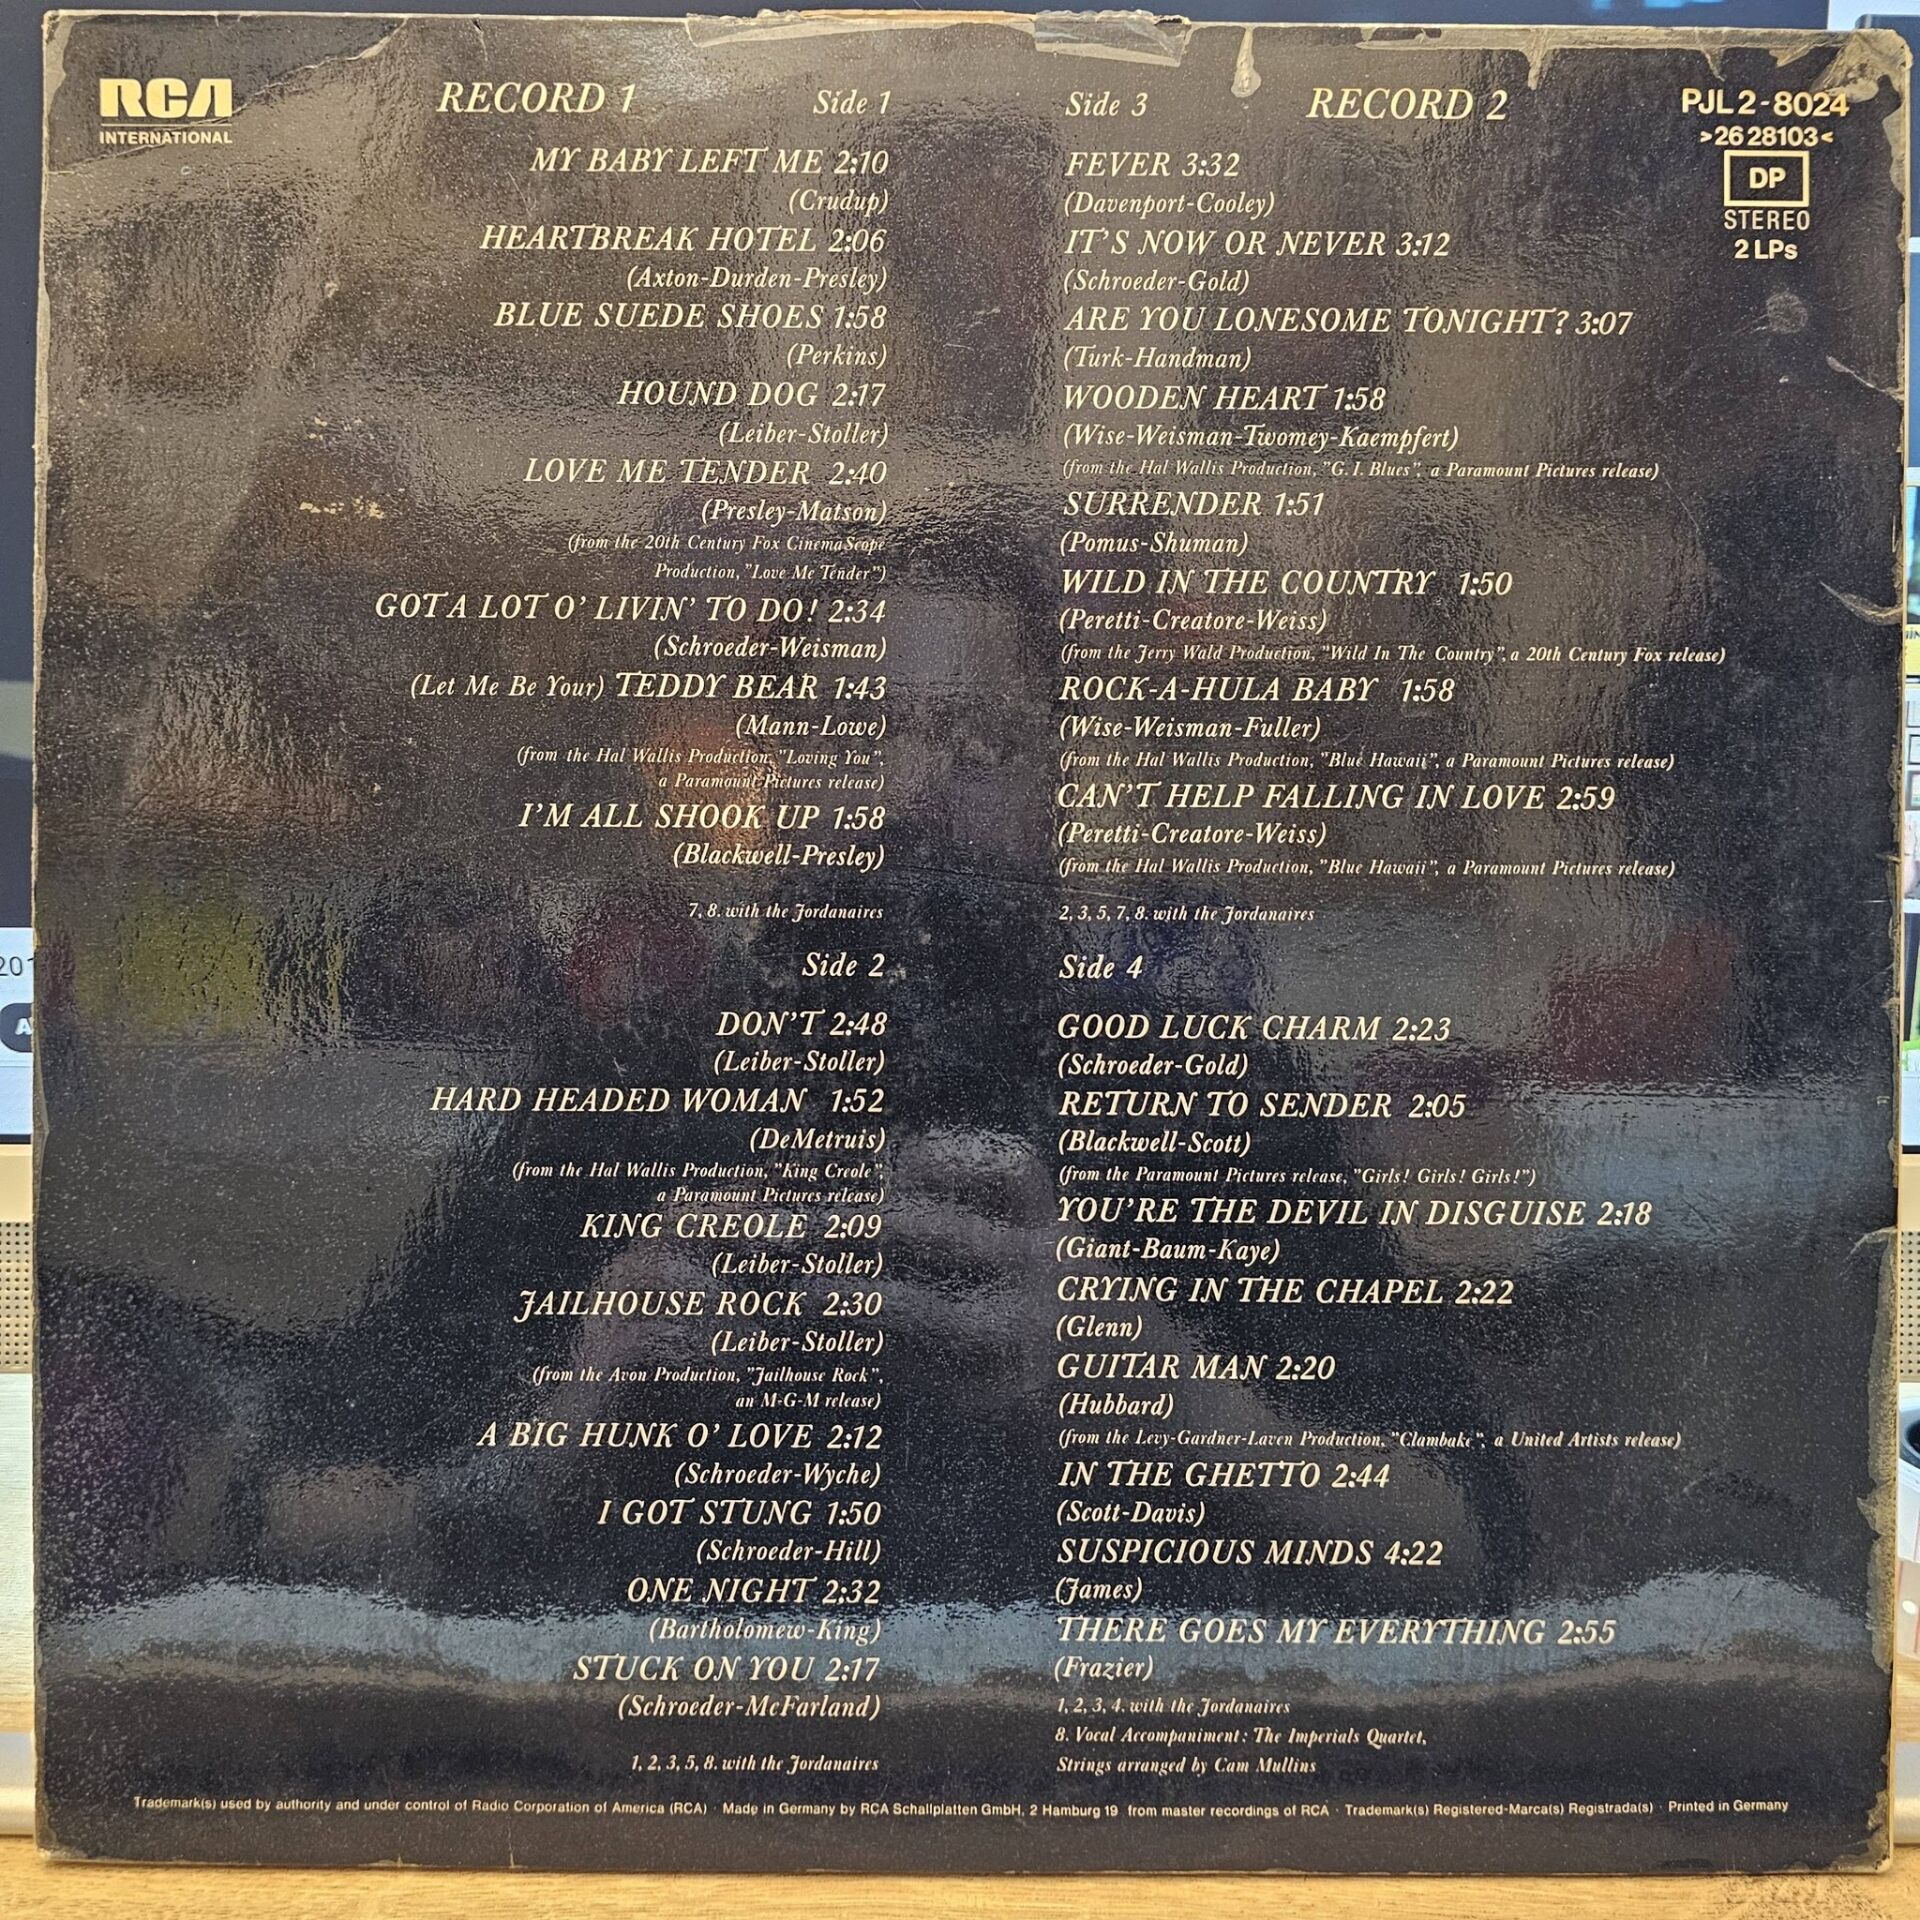 RCA
INTERNATIONAL
RECORD 1
Side 1
MY BABY LEFT ME 2:10
(Crudup)
HEARTBREAK HOTEL 2:06
(Axton-Durden-Presley)
BLUE SUEDE SHOES 1:58
(Perkins)
HOUND DOG 2:17
(Leiber-Stoller)
LOVE ME TENDER 2:40
(Presley-Matson)
(from the 20th Century Fox CinemaScope
Production, "Love Me Tender")
GOT A LOT O' LIVIN' TO DO! 2:34
(Schroeder-Weisman)
(Let Me Be Your) TEDDY BEAR 1:43
(Mann-Lowe)
(from the Hal Wallis Production, "Loving You",
a Paramount Pictures release)
I'M ALL SHOOK UP 1:58
(Blackwell-Presley)
7, 8. with the Jordanaires
Side 2
DON'T 2:48
(Leiber-Stoller)
HARD HEADED WOMAN 1:52
(DeMetruis)
(from the Hal Wallis Production, "King Creole",
a Paramount Pictures release)
KING CREOLE 2:09
(Leiber-Stoller)
JAILHOUSE ROCK 2:30
(Leiber-Stoller)
(from the Avon Production, "Jailhouse Rock",
an M-G-M release)
A BIG HUNK O' LOVE 2:12
(Schroeder-Wyche)
I GOT STUNG 1:50
(Schroeder-Hill)
ONE NIGHT 2:32
(Bartholomew-King)
STUCK ON YOU 2:17
(Schroeder-McFarland)
1, 2, 3, 5, 8. with the Jordanaires
Side 3
RECORD 2
PJL 2-8024
>26 28103<
DP
STEREO
2 LPs
FEVER 3:32
(Davenport-Cooley)
IT'S NOW OR NEVER 3:12
(Schroeder-Gold)
ARE YOU LONESOME TONIGHT? 3:07
(Turk-Handman)
WOODEN HEART 1:58
(Wise-Weisman-Twomey-Kaempfert)
(from the Hal Wallis Production, "G. I. Blues", a Paramount Pictures release)
SURRENDER 1:51
(Pomus-Shuman)
WILD IN THE COUNTRY 1:50
(Peretti-Creatore-Weiss)
(from the Jerry Wald Production, "Wild In The Country", a 20th Century Fox release)
ROCK-A-HULA BABY 1:58
(Wise-Weisman-Fuller)
(from the Hal Wallis Production, "Blue Hawaii", a Paramount Pictures release)
CAN'T HELP FALLING IN LOVE 2:59
(Peretti-Creatore-Weiss)
(from the Hal Wallis Production, "Blue Hawaii", a Paramount Pictures release)
2, 3, 5, 7, 8. with the Jordanaires
Side 4
GOOD LUCK CHARM 2:23
(Schroeder-Gold)
RETURN TO SENDER 2:05
(Blackwell-Scott)
(from the Paramount Pictures release, "Girls! Girls! Girls!")
YOU'RE THE DEVIL IN DISGUISE 2:18
(Giant-Baum-Kaye)
CRYING IN THE CHAPEL 2:22
(Glenn)
GUITAR MAN 2:20
(Hubbard)
(from the Levy-Gardner-Laven Production, "Clambake", a United Artists release)
IN THE GHETTO 2:44
(Scott-Davis)
SUSPICIOUS MINDS 4:22
(James)
THERE GOES MY EVERYTHING 2:55
(Frazier)
1, 2, 3, 4. with the Jordanaires
8. Vocal Accompaniment: The Imperials Quartet,
Strings arranged by Cam Mullins
Trademark(s) used by authority and under control of Radio Corporation of America (RCA) · Made in Germany by RCA Schallplatten GmbH, 2 Hamburg 19 from master recordings of RCA · Trademark(s) Registered-Marca(s) Registrada(s) · Printed in Germany
201